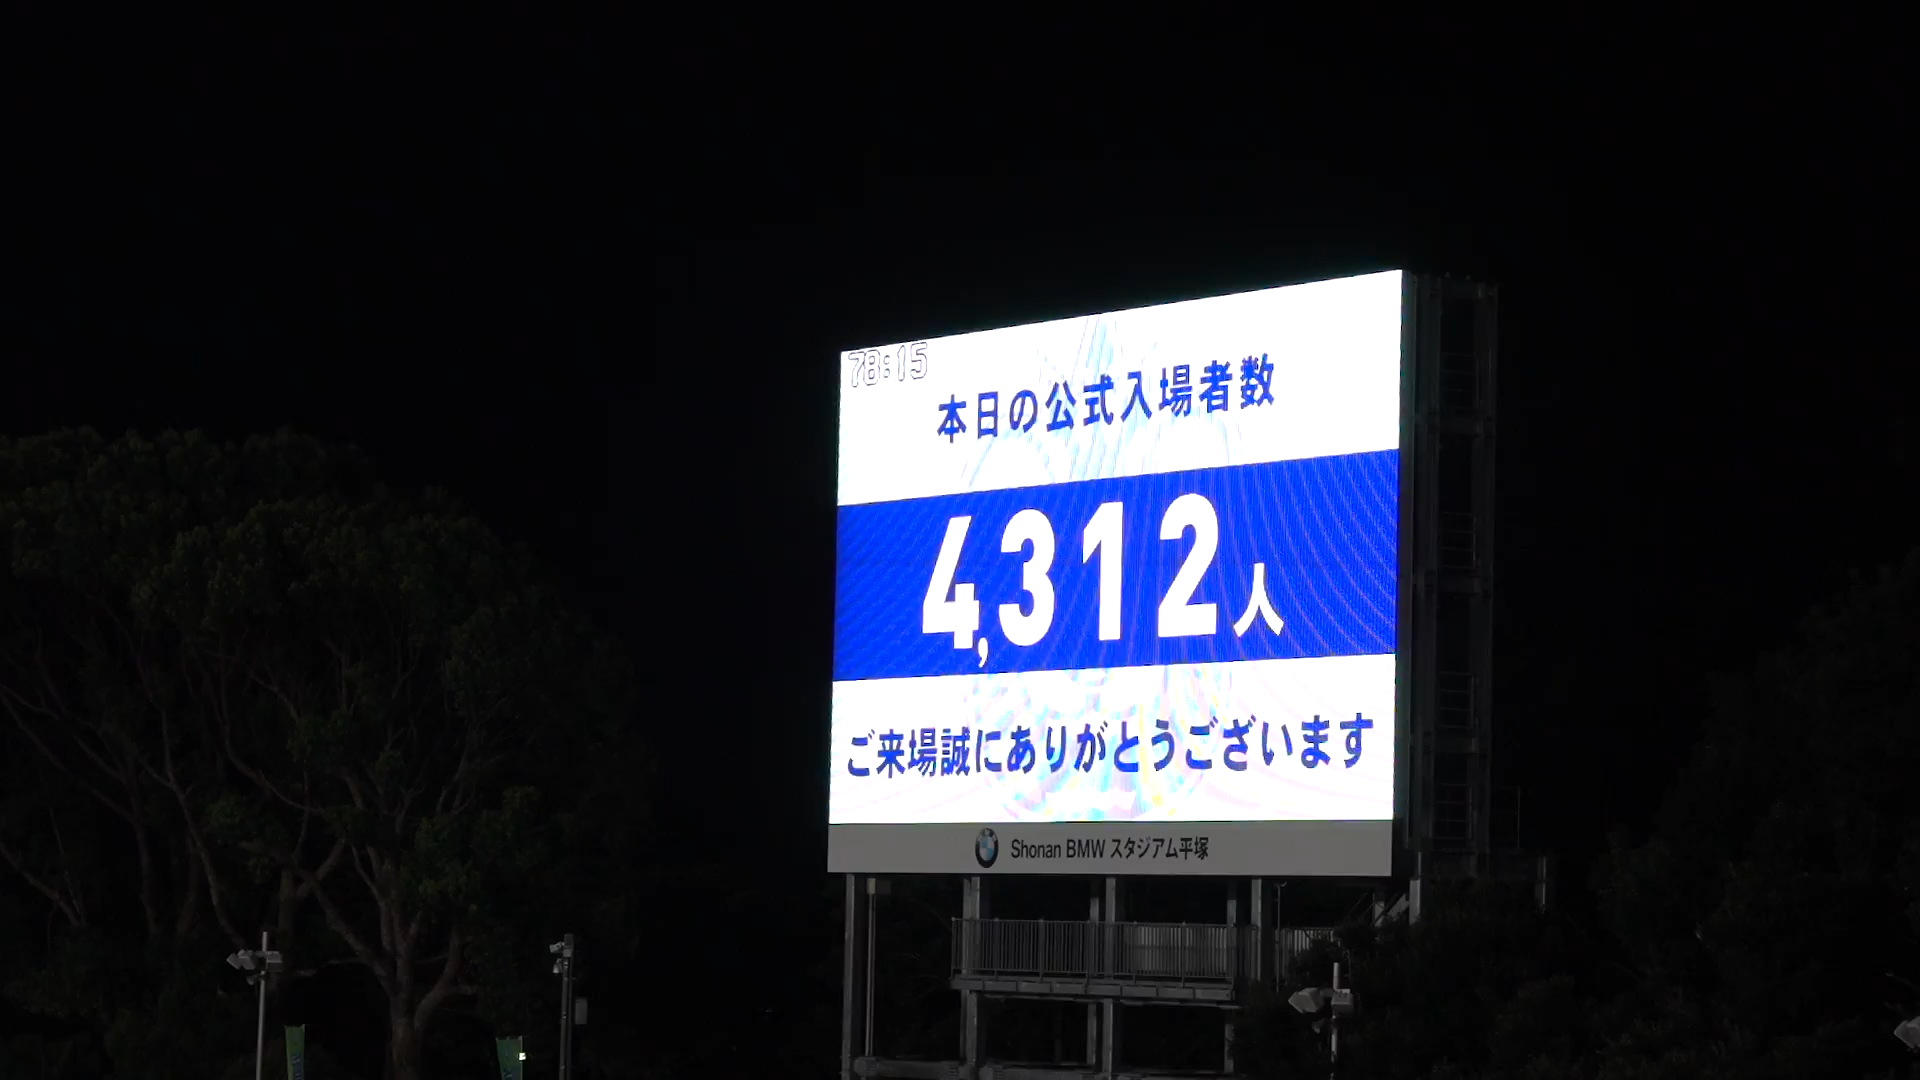 78:15
本日の公式入場者数
4,312人
ご来場誠にありがとうございます
Shonan BMW スタジアム平塚